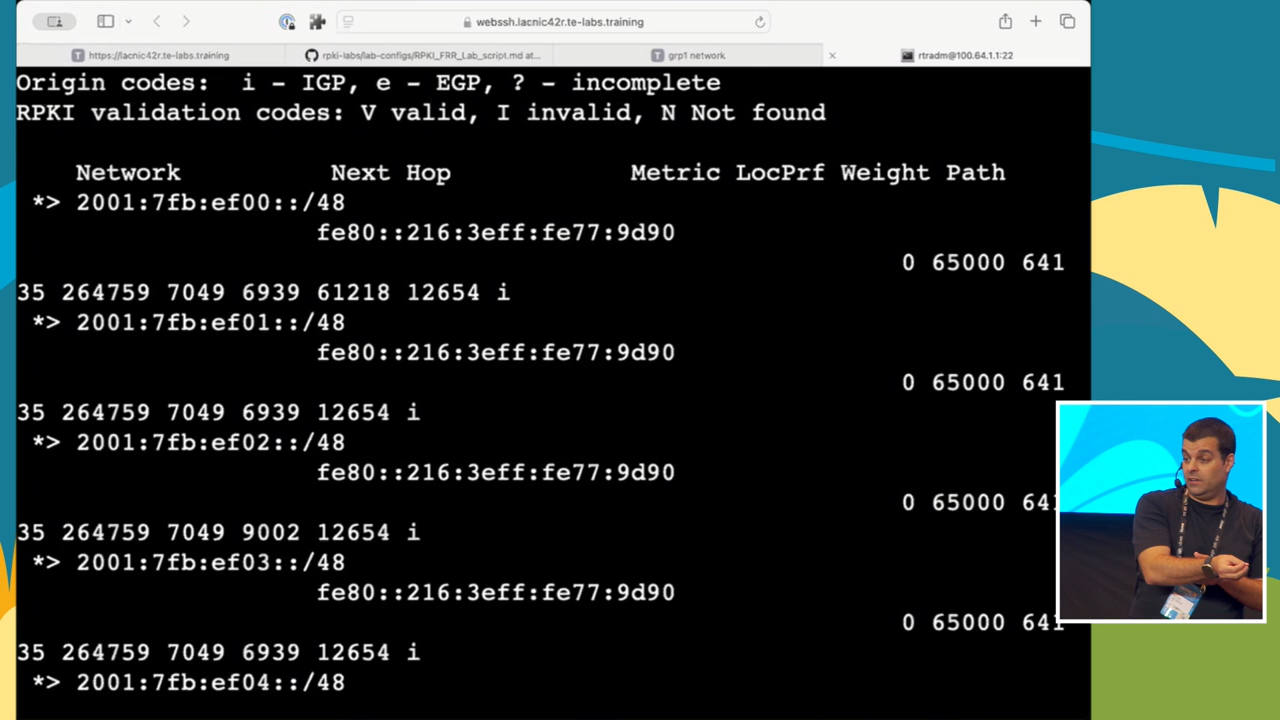 webssh.lacnic42r.te-labs.training
https://lacnic42r.te-labs.training
rpki-labs/lab-configs/RPKI_FRR_Lab_script.md at...
grp1 network
rtradm@100.64.1.1:22
Origin codes:  i - IGP, e - EGP, ? - incomplete
RPKI validation codes: V valid, I invalid, N Not found
Network Next Hop Metric LocPrf Weight Path
*> 2001:7fb:ef00::/48
fe80::216:3eff:fe77:9d90
0 65000 641
35 264759 7049 6939 61218 12654 i
*> 2001:7fb:ef01::/48
fe80::216:3eff:fe77:9d90
0 65000 641
35 264759 7049 6939 12654 i
*> 2001:7fb:ef02::/48
fe80::216:3eff:fe77:9d90
0 65000 641
35 264759 7049 9002 12654 i
*> 2001:7fb:ef03::/48
fe80::216:3eff:fe77:9d90
0 65000 641
35 264759 7049 6939 12654 i
*> 2001:7fb:ef04::/48